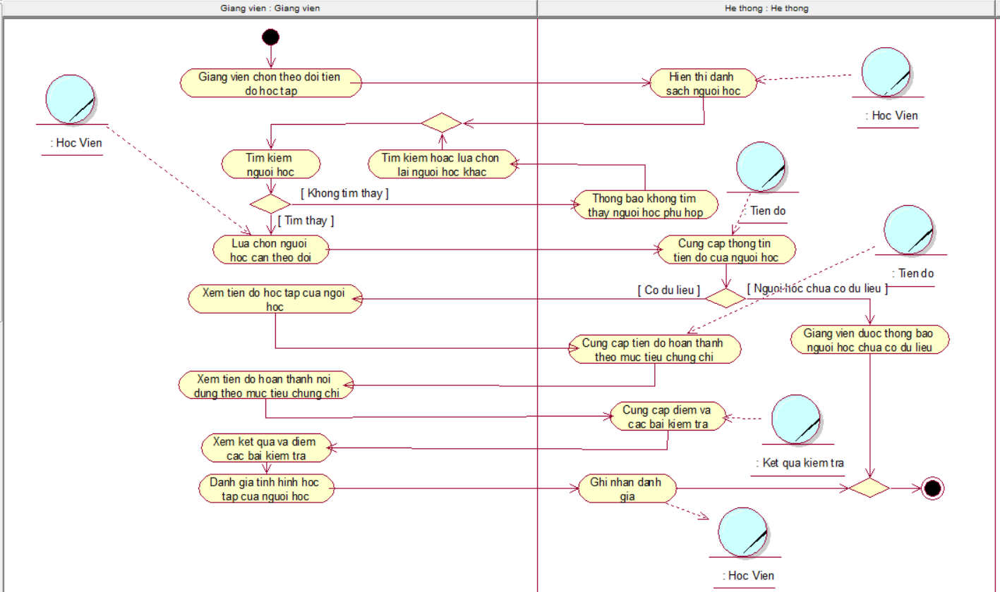 Giang vien : Giang vien
He thong : He thong
Giang vien chon theo doi tien
do hoc tap
Hien thi danh
sach nguoi hoc
: Hoc Vien
: Hoc Vien
Tim kiem
nguoi hoc
Tim kiem hoac lua chon
lai nguoi hoc khac
[ Khong tim thay ]
Thong bao khong tim
thay nguoi hoc phu hop
: Tien do
[ Tim thay ]
Lua chon nguoi
hoc can theo doi
Cung cap thong tin
tien do cua nguoi hoc
: Tien do
Xem tien do hoc tap cua ngoi
hoc
[ Co du lieu ]
[ Nguoi hoc chua co du lieu ]
Cung cap tien do hoan thanh
theo muc tieu chung chi
Giang vien duoc thong bao
nguoi hoc chua co du lieu
Xem tien do hoan thanh noi
dung theo muc tieu chung chi
Cung cap diem va
cac bai kiem tra
Xem ket qua va diem
cac bai kiem tra
: Ket qua kiem tra
Danh gia tinh hinh hoc
tap cua nguoi hoc
Ghi nhan danh
gia
: Hoc Vien